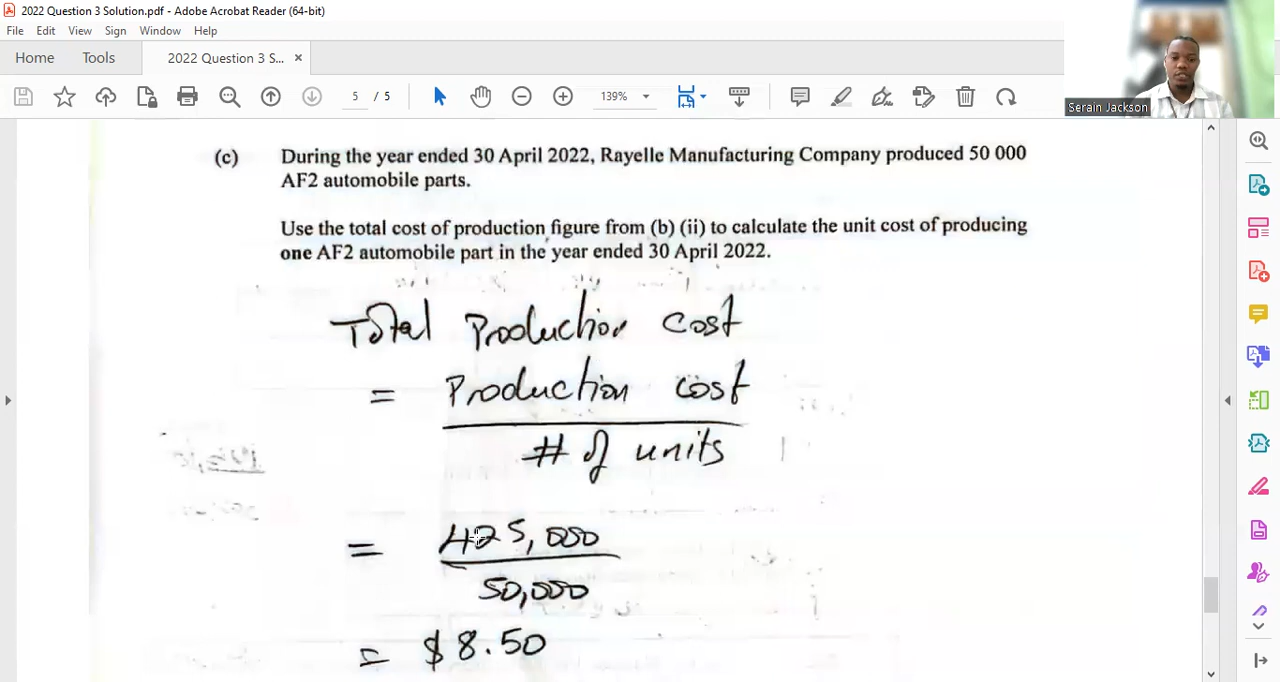 2022 Question 3 Solution.pdf - Adobe Acrobat Reader (64-bit)
File Edit View Sign Window Help
Home Tools 2022 Question 3 S... ×
5 / 5 139%
Serain Jackson
(c) During the year ended 30 April 2022, Rayelle Manufacturing Company produced 50 000
AF2 automobile parts.
Use the total cost of production figure from (b) (ii) to calculate the unit cost of producing
one AF2 automobile part in the year ended 30 April 2022.
Total Production cost
= Production cost
# of units
= 425,000
50,000
= $8.50